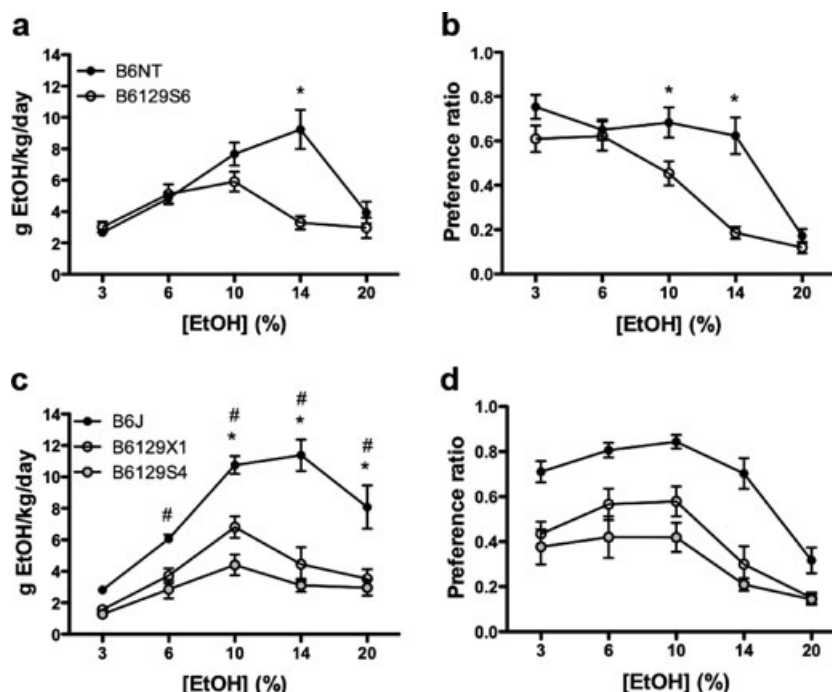 a
g EtOH/kg/day
14
12
10
8
6
4
2
0
B6NT
B6129S6
*
3 6 10 14 20
[EtOH] (%)
b
Preference ratio
1.0
0.8
0.6
0.4
0.2
0.0
* *
3 6 10 14 20
[EtOH] (%)
c
g EtOH/kg/day
14
12
10
8
6
4
2
0
B6J
B6129X1
B6129S4
#
#
*
#
*
#
*
3 6 10 14 20
[EtOH] (%)
d
Preference ratio
1.0
0.8
0.6
0.4
0.2
0.0
3 6 10 14 20
[EtOH] (%)